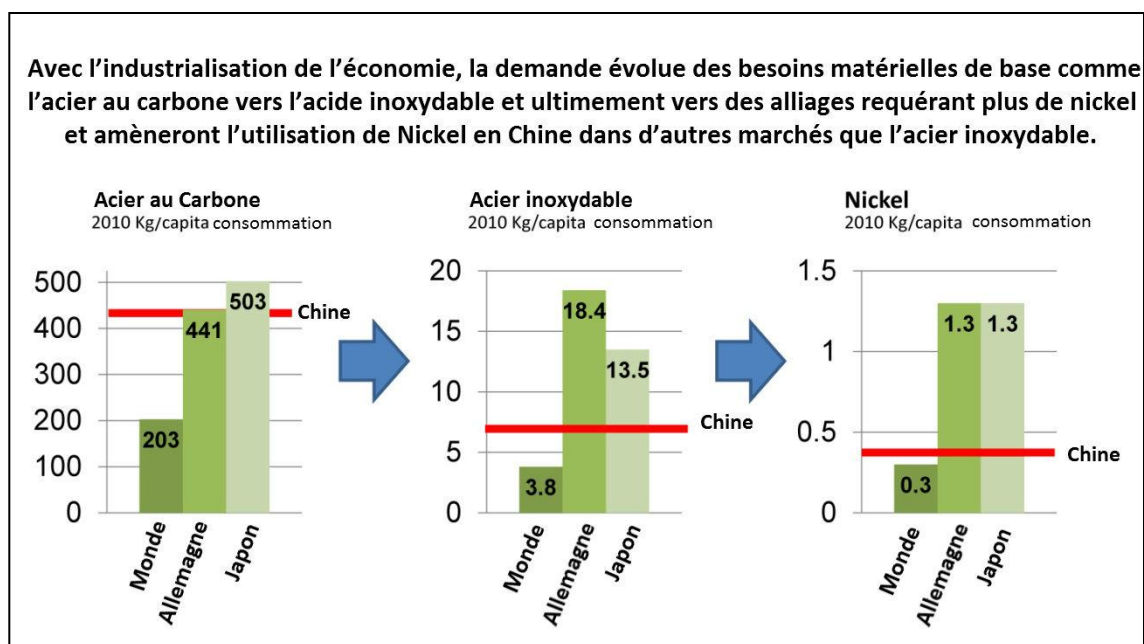 Avec l’industrialisation de l’économie, la demande évolue des besoins matérielles de base comme
l’acier au carbone vers l’acide inoxydable et ultimement vers des alliages requérant plus de nickel
et amèneront l’utilisation de Nickel en Chine dans d’autres marchés que l’acier inoxydable.
Acier au Carbone
2010 Kg/capita consommation
500
400
300
200
100
0
203
441
503
Chine
Monde
Allemagne
Japon
Acier inoxydable
2010 Kg/capita consommation
20
15
10
5
0
3.8
18.4
13.5
Chine
Monde
Allemagne
Japon
Nickel
2010 Kg/capita consommation
1.5
1
0.5
0
0.3
1.3
1.3
Chine
Monde
Allemagne
Japon